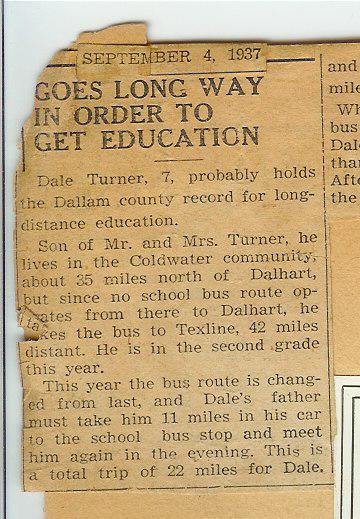 SEPTEMBER 4, 1937
GOES LONG WAY
IN ORDER TO
GET EDUCATION
Dale Turner, 7, probably holds
the Dallam county record for long-
distance education.
Son of Mr. and Mrs. Turner, he
lives in the Coldwater community,
about 35 miles north of Dalhart,
but since no school bus route op-
ates from there to Dalhart, he
kes the bus to Texline, 42 miles
distant. He is in the second grade
this year.
This year the bus route is chang-
ed from last, and Dale's father
must take him 11 miles in his car
to the school bus stop and meet
him again in the evening. This is
a total trip of 22 miles for Dale.
and
mile
Wh
bus
Dal
tha
Afte
the